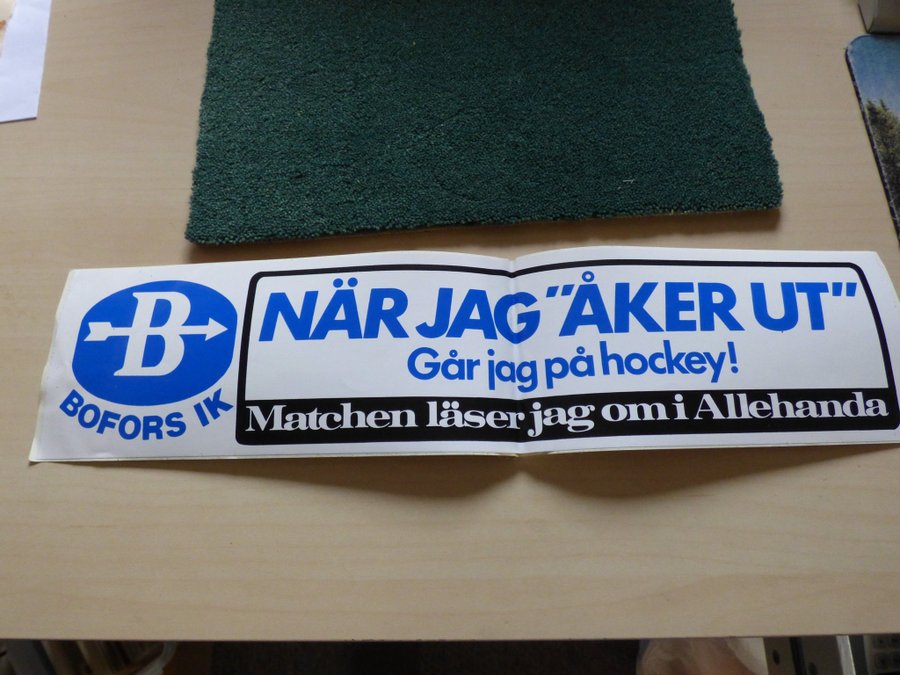 B
BOFORS IK
NÄR JAG "ÅKER UT"
Går jag på hockey!
Matchen läser jag om i Allehanda